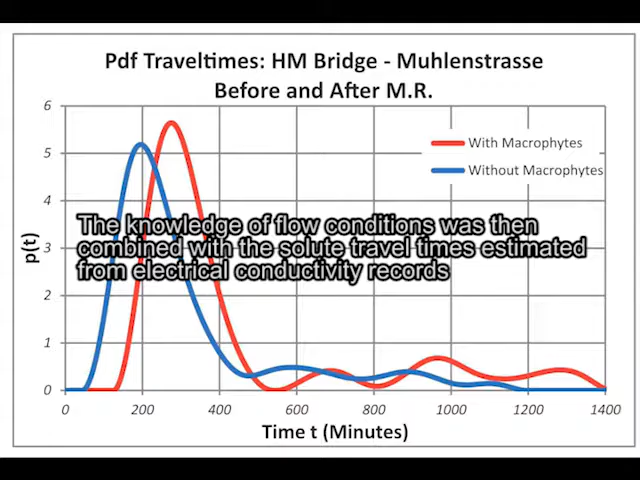 Pdf Traveltimes: HM Bridge - Muhlenstrasse
Before and After M.R.
6
5
4
3
2
1
0
p(t)
With Macrophytes
Without Macrophytes
The knowledge of flow conditions was then
combined with the solute travel times estimated
from electrical conductivity records
0 200 400 600 800 1000 1200 1400
Time t (Minutes)